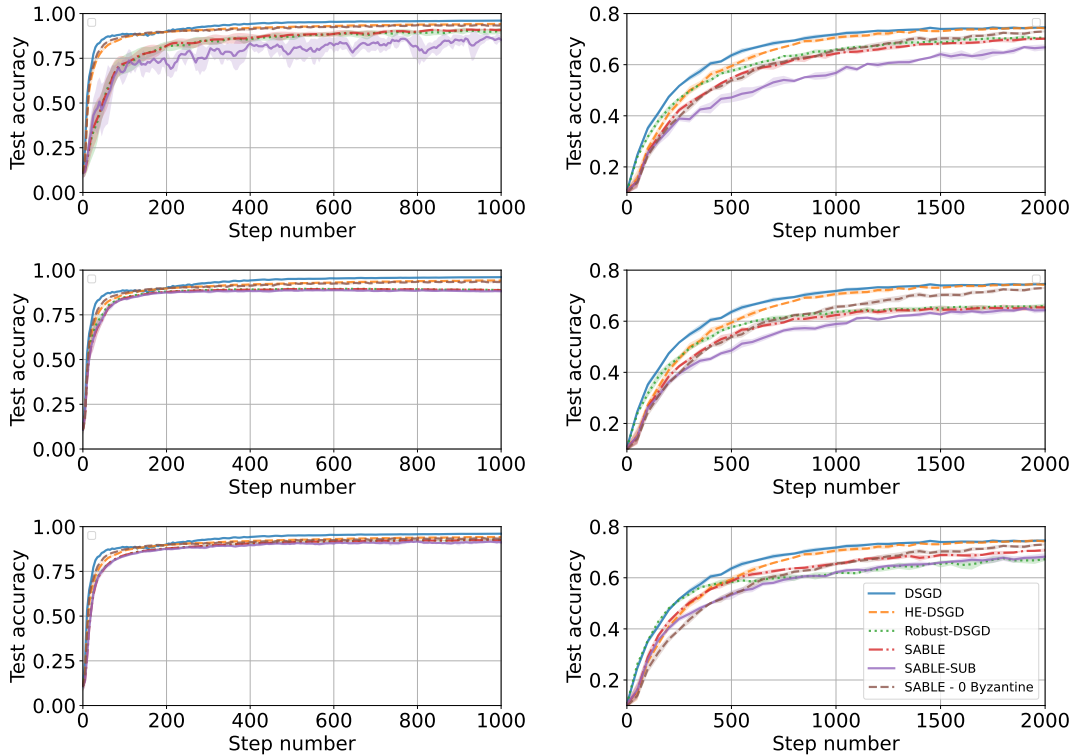 1.00
0.75
0.50
0.25
0.00
Test accuracy
0 200 400 600 800 1000
Step number
0.8
0.6
0.4
0.2
Test accuracy
0 500 1000 1500 2000
Step number
1.00
0.75
0.50
0.25
0.00
Test accuracy
0 200 400 600 800 1000
Step number
0.8
0.6
0.4
0.2
Test accuracy
0 500 1000 1500 2000
Step number
1.00
0.75
0.50
0.25
0.00
Test accuracy
0 200 400 600 800 1000
Step number
0.8
0.6
0.4
0.2
Test accuracy
DSGD
HE-DSGD
Robust-DSGD
SABLE
SABLE-SUB
SABLE - 0 Byzantine
0 500 1000 1500 2000
Step number